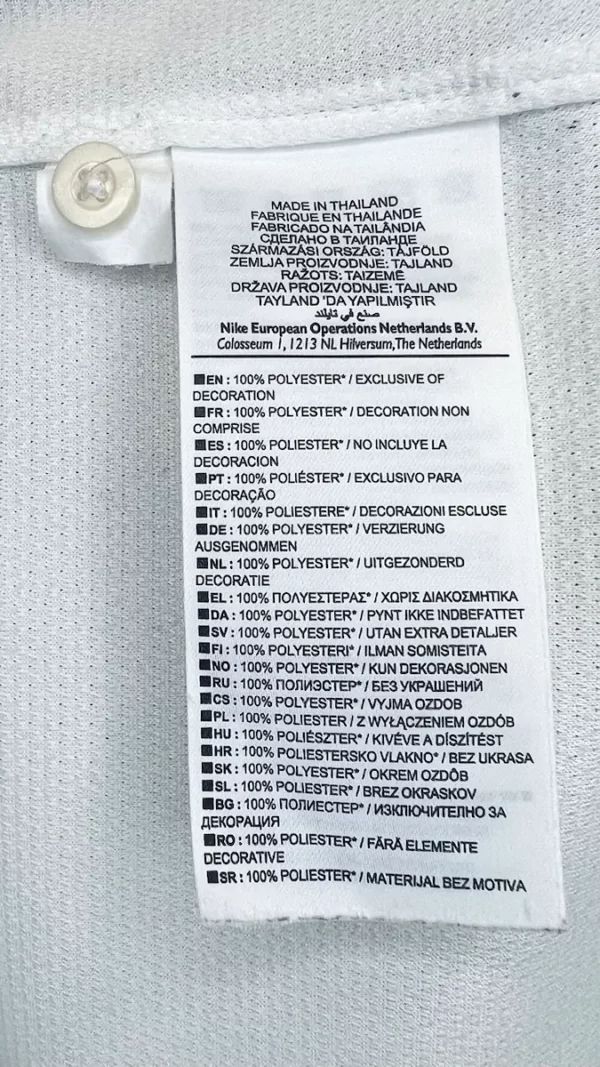 MADE IN THAILAND
FABRIQUE EN THAILANDE
FABRICADO NA TAILÂNDIA
СДЕЛАНО В ТАИЛАНДЕ
SZÁRMAZÁSI ORSZÁG: TÁJFÖLD
ZEMLJA PROIZVODNJE: TAJLAND
RAŽOTS: TAIZEMĒ
DRŽAVA PROIZVODNJE: TAJLAND
TAYLAND 'DA YAPILMIŞTIR
صنع في تايلند
Nike European Operations Netherlands B.V.
Colosseum 1, 1213 NL Hilversum, The Netherlands
EN : 100% POLYESTER* / EXCLUSIVE OF
DECORATION
FR : 100% POLYESTER* / DECORATION NON
COMPRISE
ES : 100% POLIESTER* / NO INCLUYE LA
DECORACION
PT : 100% POLIÉSTER* / EXCLUSIVO PARA
DECORAÇÃO
IT : 100% POLIESTERE* / DECORAZIONI ESCLUSE
DE : 100% POLYESTER* / VERZIERUNG
AUSGENOMMEN
NL : 100% POLYESTER* / UITGEZONDERD
DECORATIE
EL : 100% ΠΟΛΥΕΣΤΕΡΑΣ* / ΧΩΡΙΣ ΔΙΑΚΟΣΜΗΤΙΚΑ
DA : 100% POLYESTER* / PYNT IKKE INDBEFATTET
SV : 100% POLYESTER* / UTAN EXTRA DETALJER
FI : 100% POLYESTERI* / ILMAN SOMISTEITA
NO : 100% POLYESTER* / KUN DEKORASJONEN
RU : 100% ПОЛИЭСТЕР* / БЕЗ УКРАШЕНИЙ
CS : 100% POLYESTER* / VYJMA OZDOB
PL : 100% POLIESTER / Z WYŁĄCZENIEM OZDÓB
HU : 100% POLIÉSZTER* / KIVÉVE A DÍSZÍTÉST
HR : 100% POLIESTERSKO VLAKNO* / BEZ UKRASA
SK : 100% POLYESTER* / OKREM OZDÔB
SL : 100% POLIESTER* / BREZ OKRASKOV
BG : 100% ПОЛИЕСТЕР* / ИЗКЛЮЧИТЕЛНО ЗА
ДЕКОРАЦИЯ
RO : 100% POLIESTER* / FĂRĂ ELEMENTE
DECORATIVE
SR : 100% POLIESTER* / MATERIJAL BEZ MOTIVA